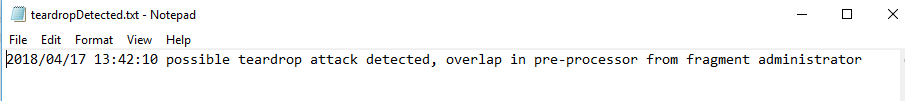 teardropDetected.txt - Notepad
File Edit Format View Help
2018/04/17 13:42:10 possible teardrop attack detected, overlap in pre-processor from fragment administrator